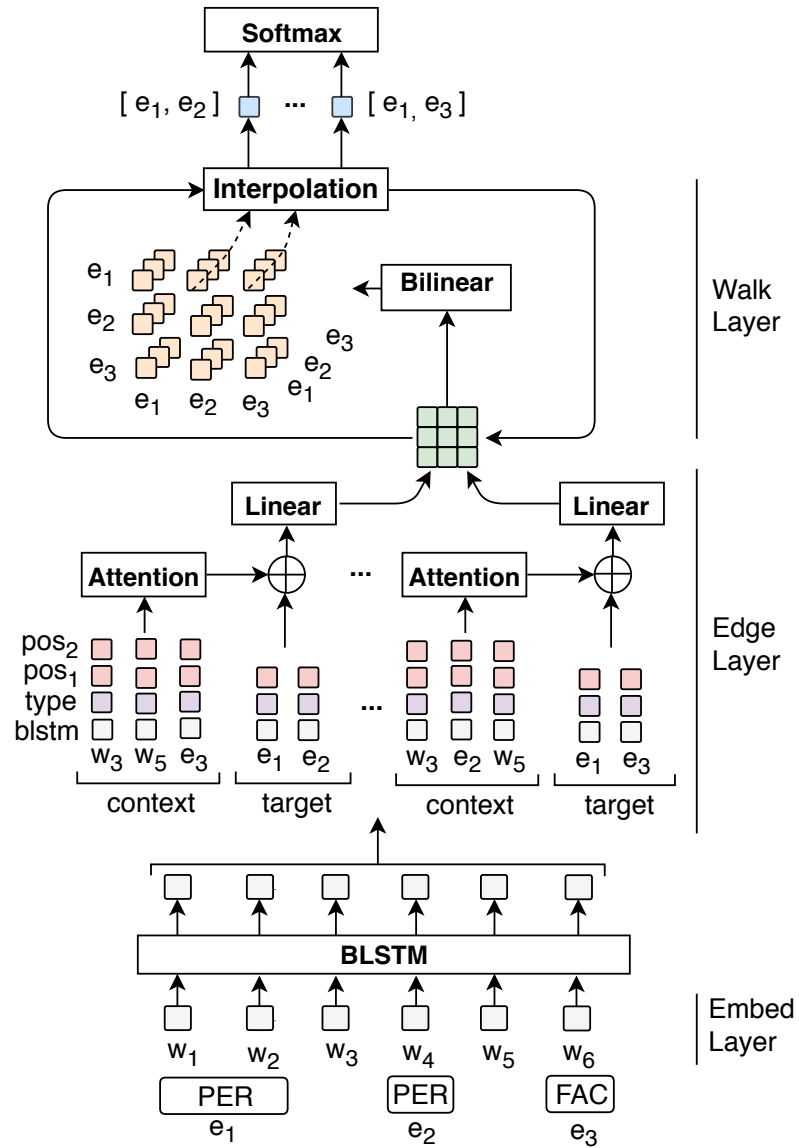 Softmax
[ e1, e2 ] ... [ e1, e3 ]
Interpolation
Bilinear
e1
e2
e3
e3
e2
e1
e1 e2 e3
Walk
Layer
Linear Linear
Attention ... Attention
pos2
pos1
type
blstm
...
w3 w5 e3 e1 e2 w3 e2 w5 e1 e3
context target context target
Edge
Layer
BLSTM
w1 w2 w3 w4 w5 w6
PER PER FAC
e1 e2 e3
Embed
Layer